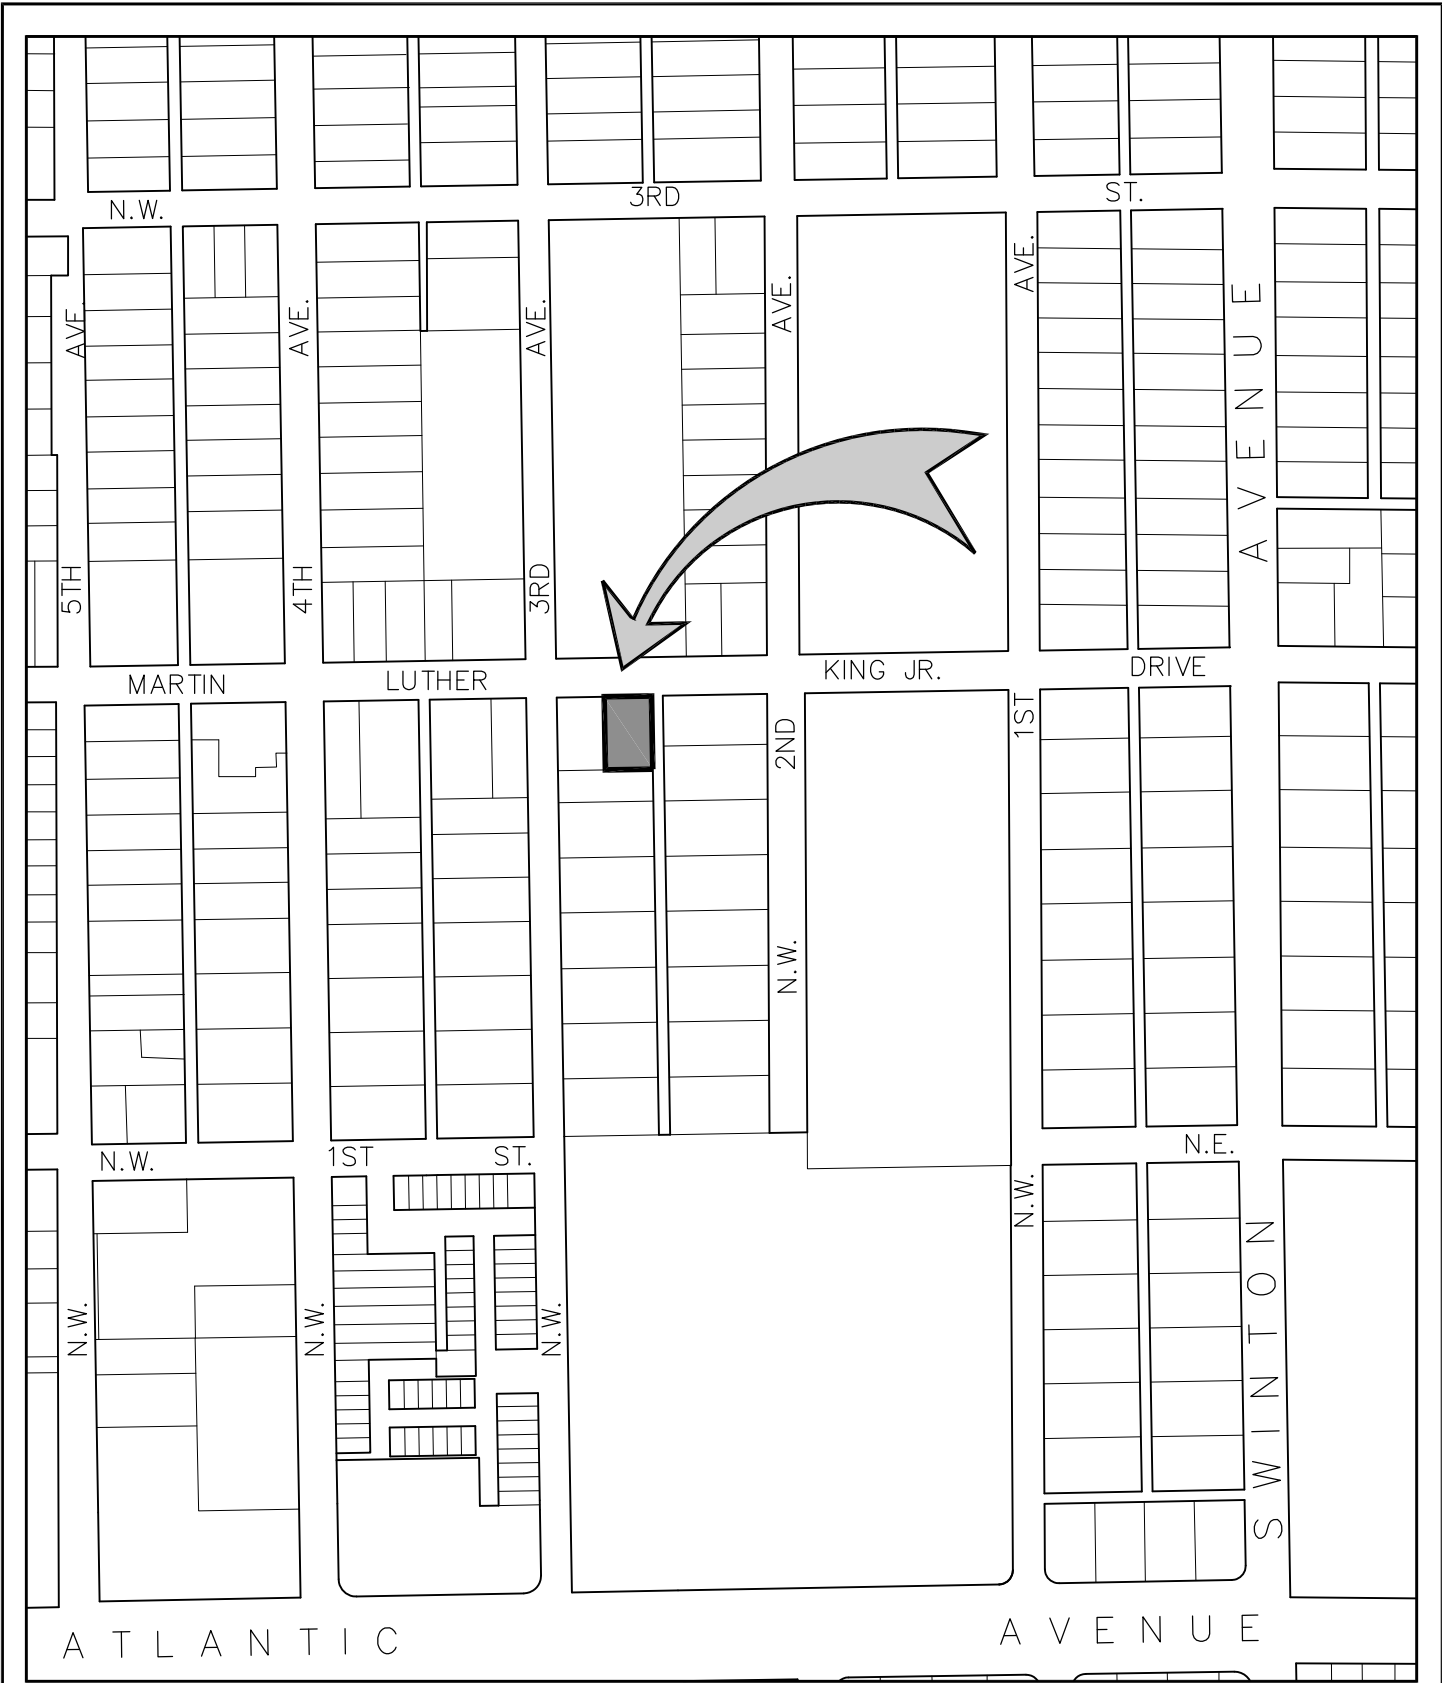 N.W. 3RD ST.
N.W. 5TH AVE.
N.W. 4TH AVE.
N.W. 3RD AVE.
N.W. 2ND AVE.
N.W. 1ST AVE.
SWINTON AVENUE
MARTIN LUTHER KING JR. DRIVE
N.W. 1ST ST.
N.E.
ATLANTIC AVENUE